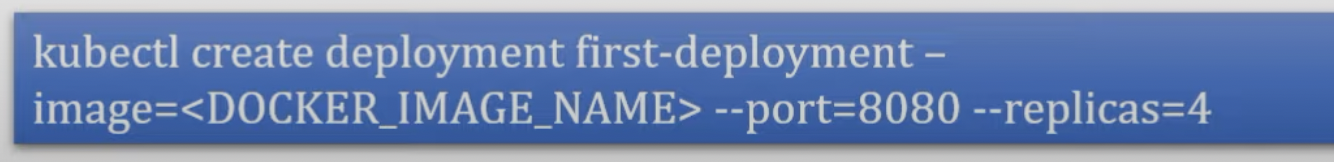 kubectl create deployment first-deployment –
image=<DOCKER_IMAGE_NAME> --port=8080 --replicas=4